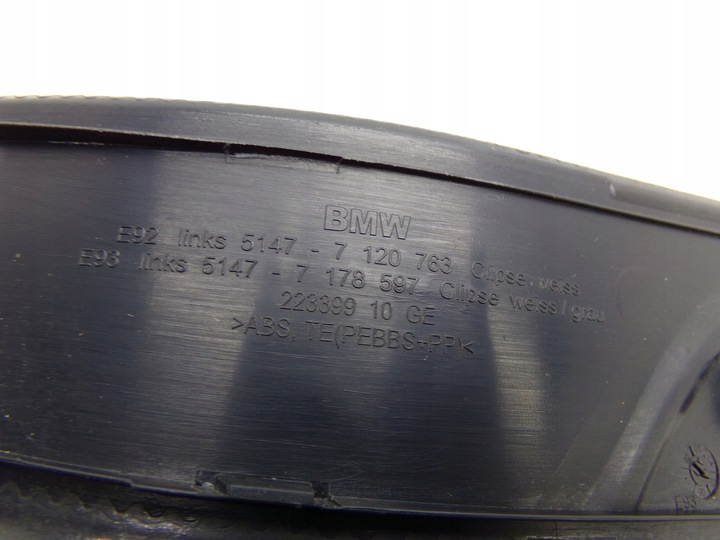 BMW
E92 links 5147 - 7 120 763 Clipse weiss
E93 links 5147 - 7 178 597 Clipse weiss / grau
223399 10 GE
>ABS, TE(PEBBS+PP)<
E93